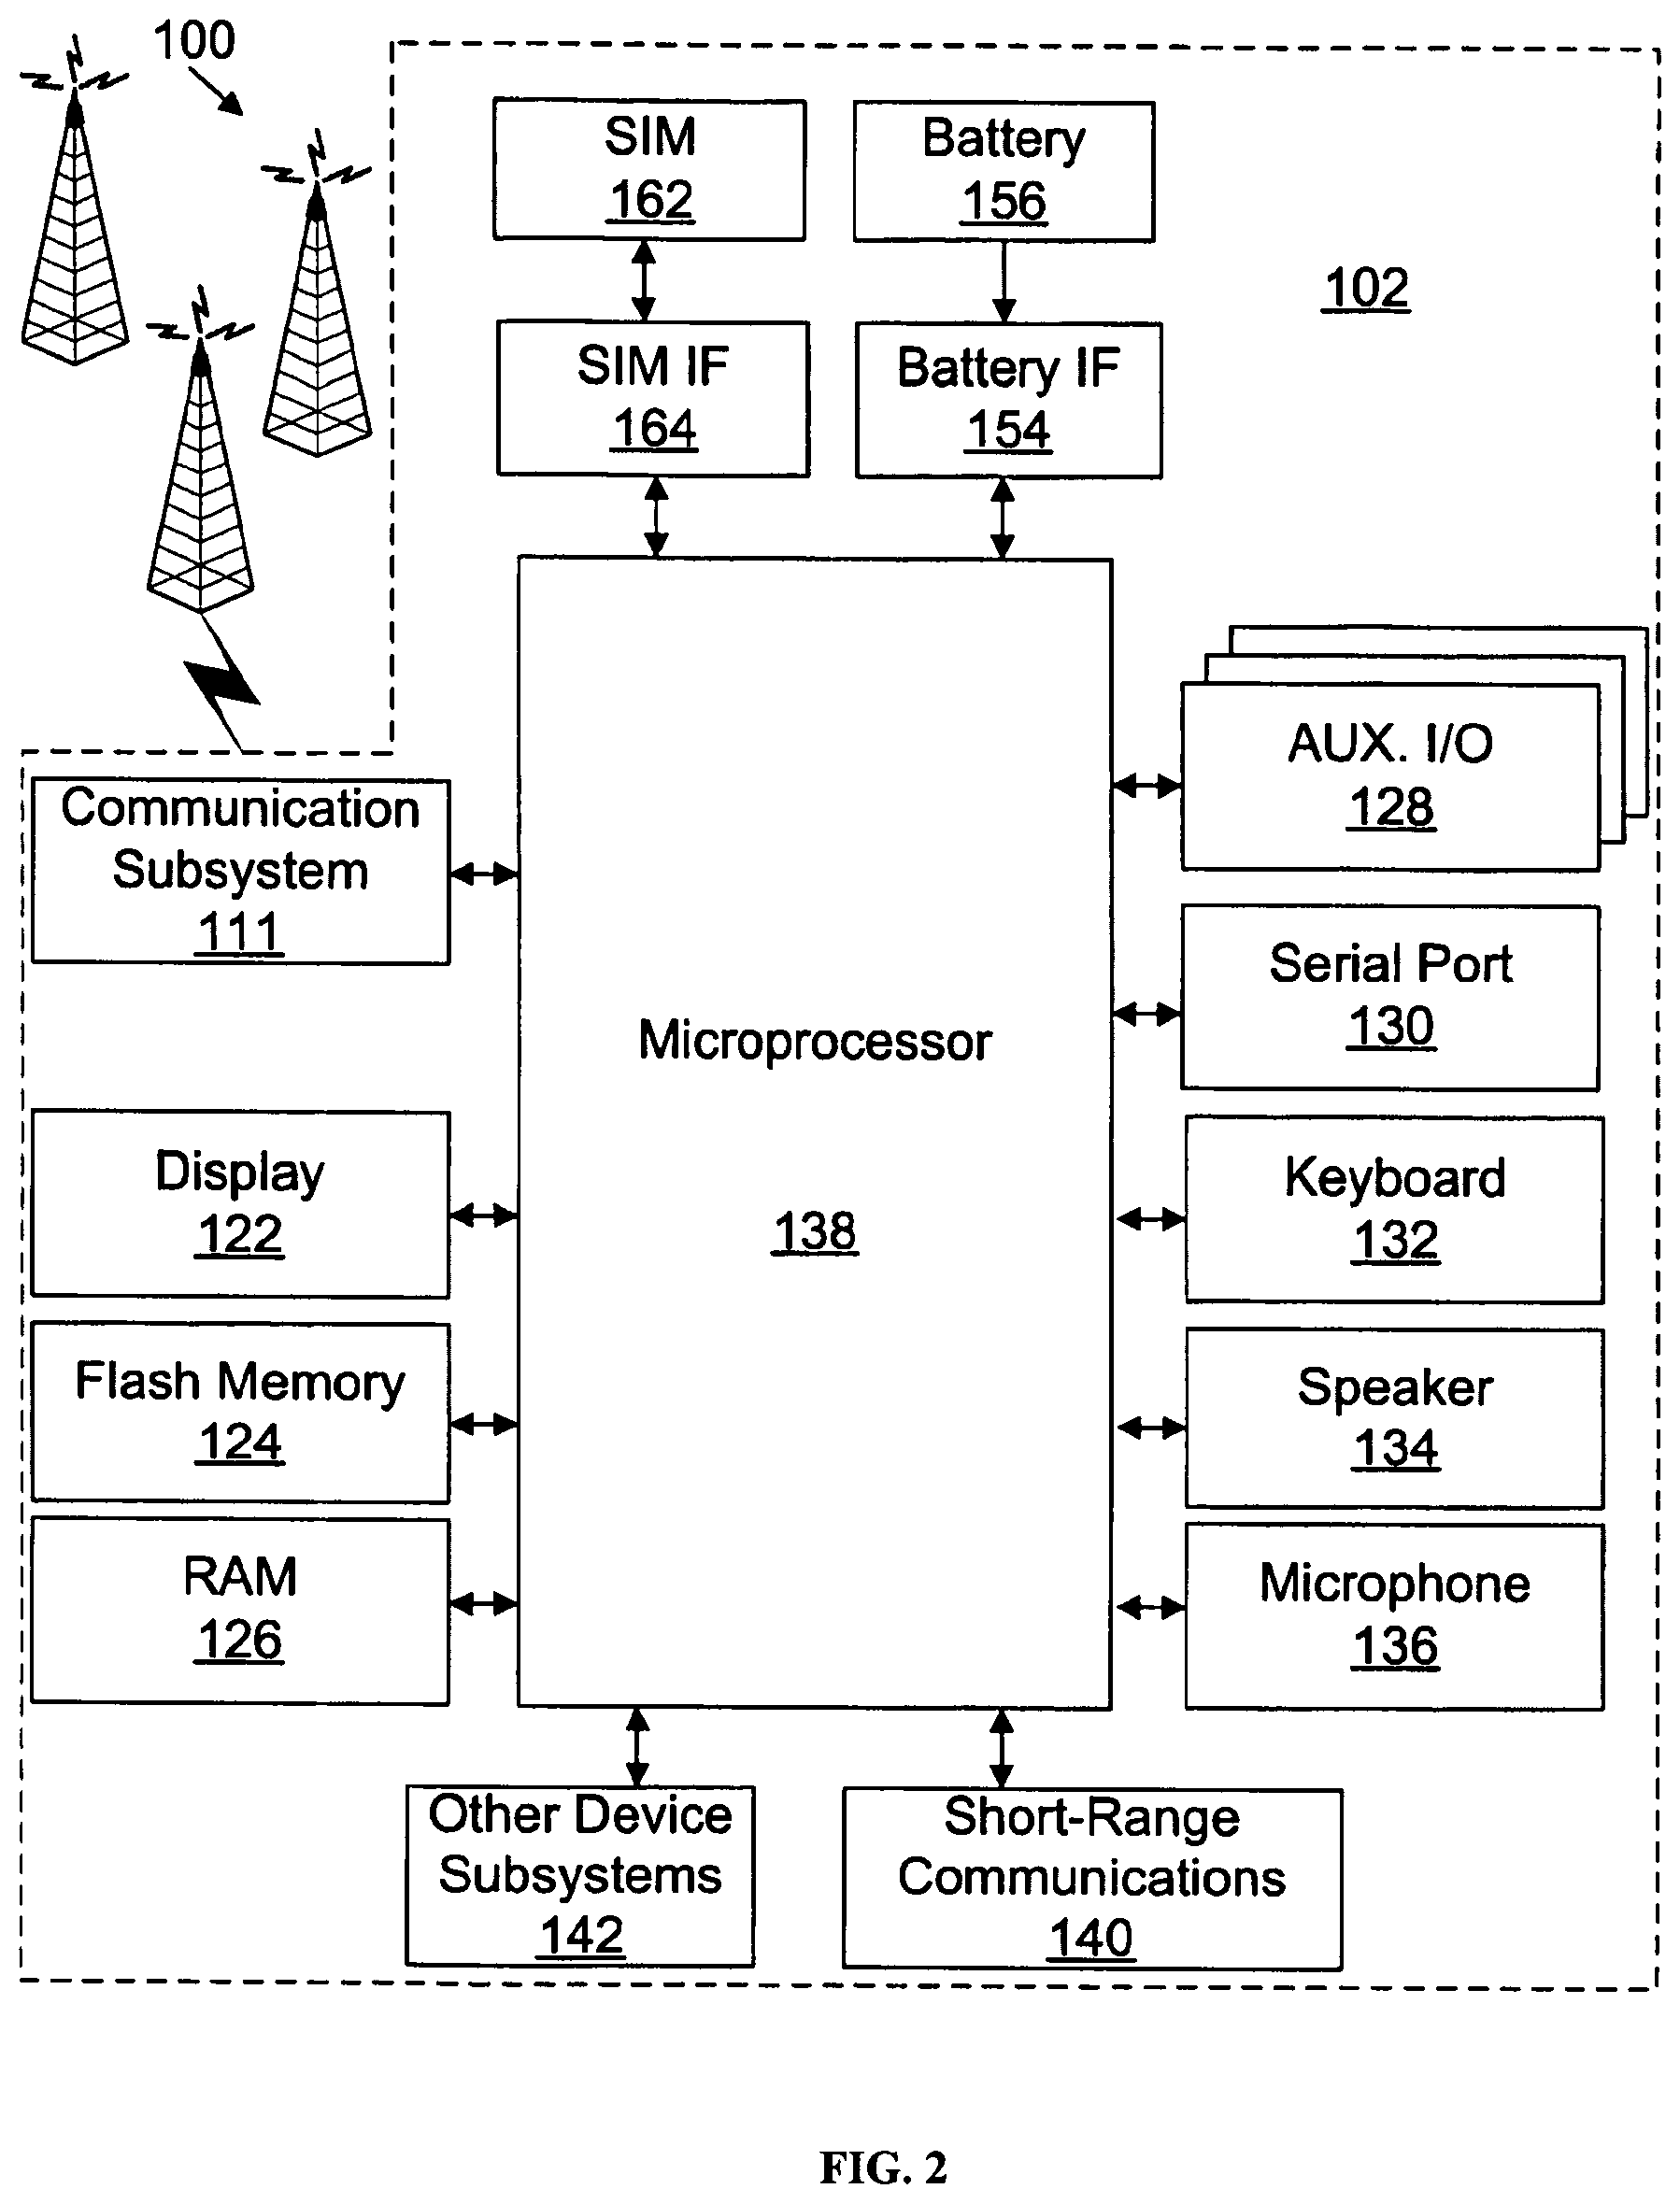 100
SIM
162
Battery
156
102
SIM IF
164
Battery IF
154
AUX. I/O
128
Communication
Subsystem
111
Serial Port
130
Microprocessor
138
Display
122
Keyboard
132
Flash Memory
124
Speaker
134
RAM
126
Microphone
136
Other Device
Subsystems
142
Short-Range
Communications
140
FIG. 2